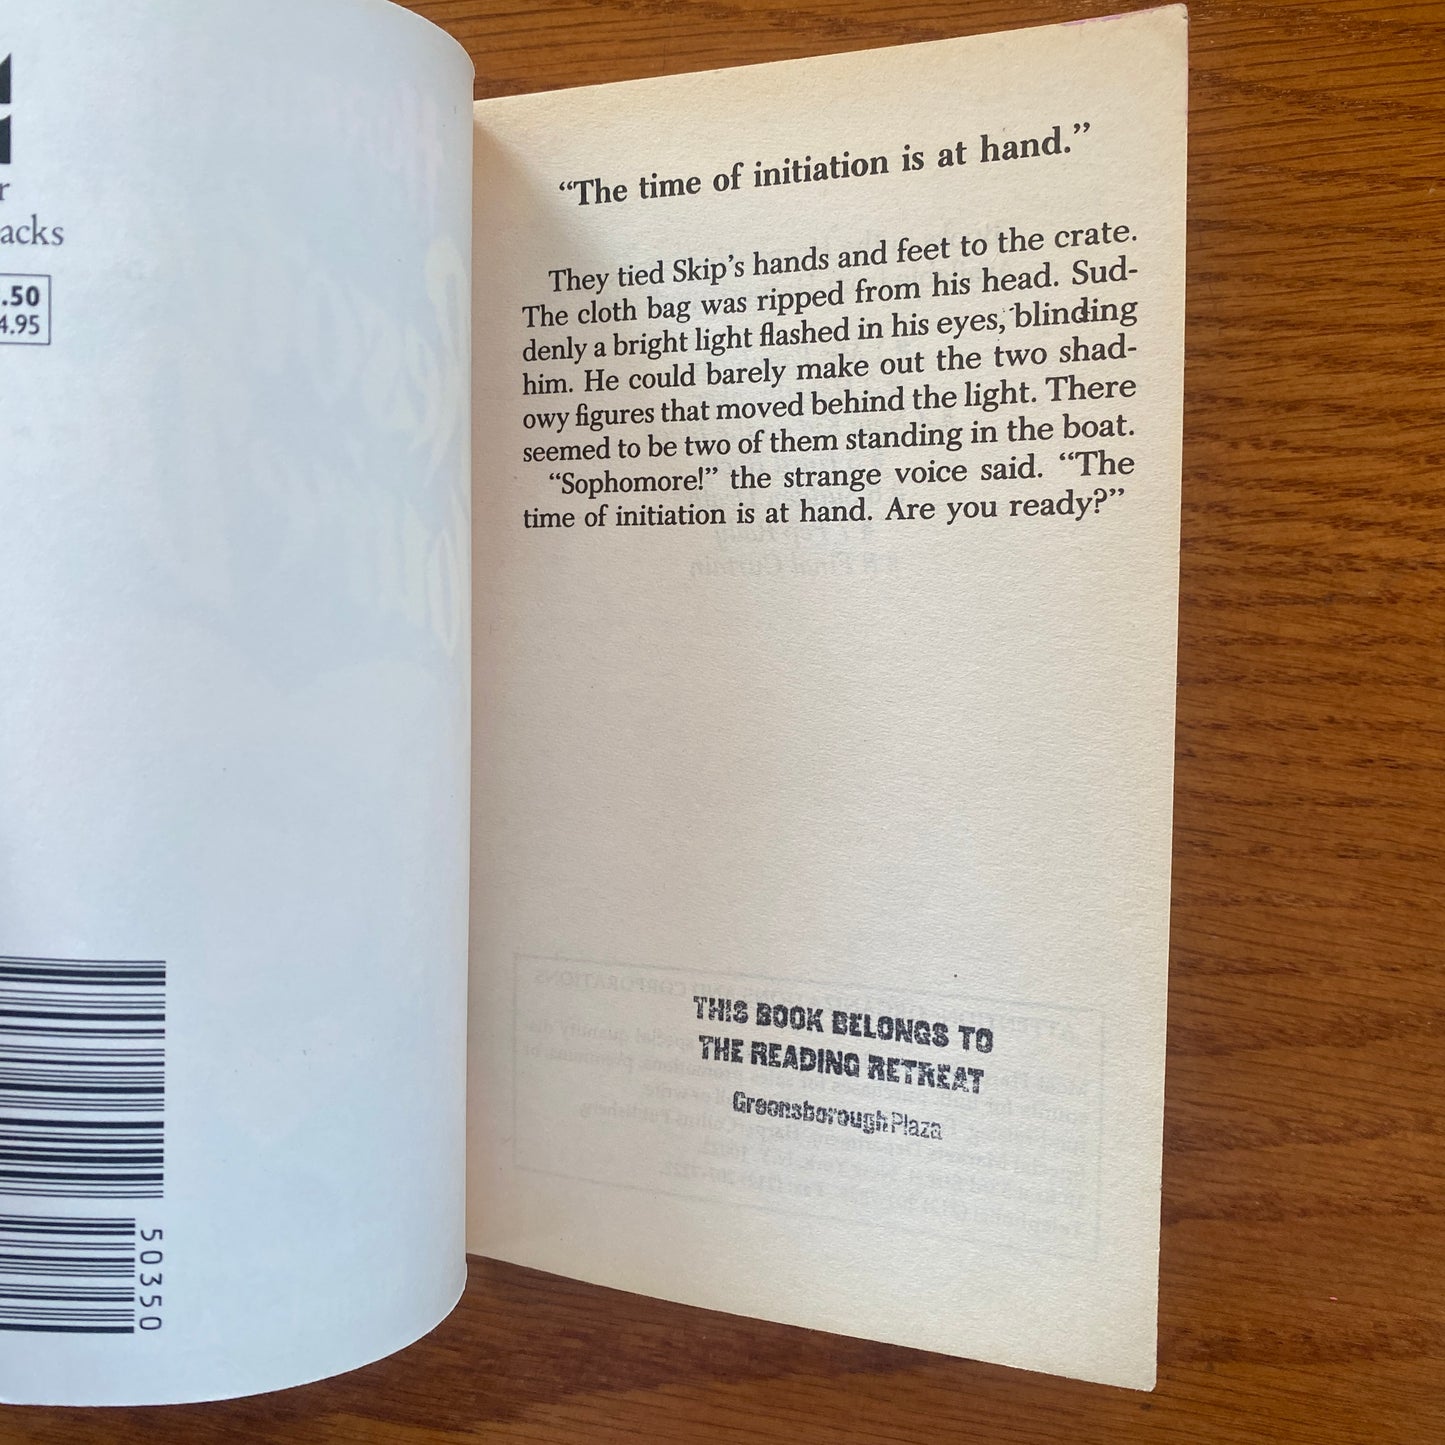 r
acks
.50
4.95
50350
“The time of initiation is at hand.”
They tied Skip’s hands and feet to the crate.
The cloth bag was ripped from his head. Sud-
denly a bright light flashed in his eyes, blinding
him. He could barely make out the two shad-
owy figures that moved behind the light. There
seemed to be two of them standing in the boat.
“Sophomore!” the strange voice said. “The
time of initiation is at hand. Are you ready?”
THIS BOOK BELONGS TO
THE READING RETREAT
Greensborough Plaza